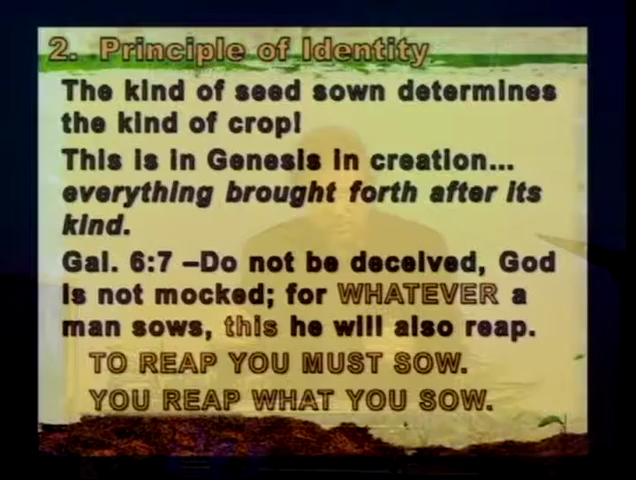 2. Principle of Identity
The kind of seed sown determines
the kind of crop!
This is in Genesis in creation...
everything brought forth after its
kind.
Gal. 6:7 –Do not be deceived, God
is not mocked; for WHATEVER a
man sows, this he will also reap.
TO REAP YOU MUST SOW.
YOU REAP WHAT YOU SOW.